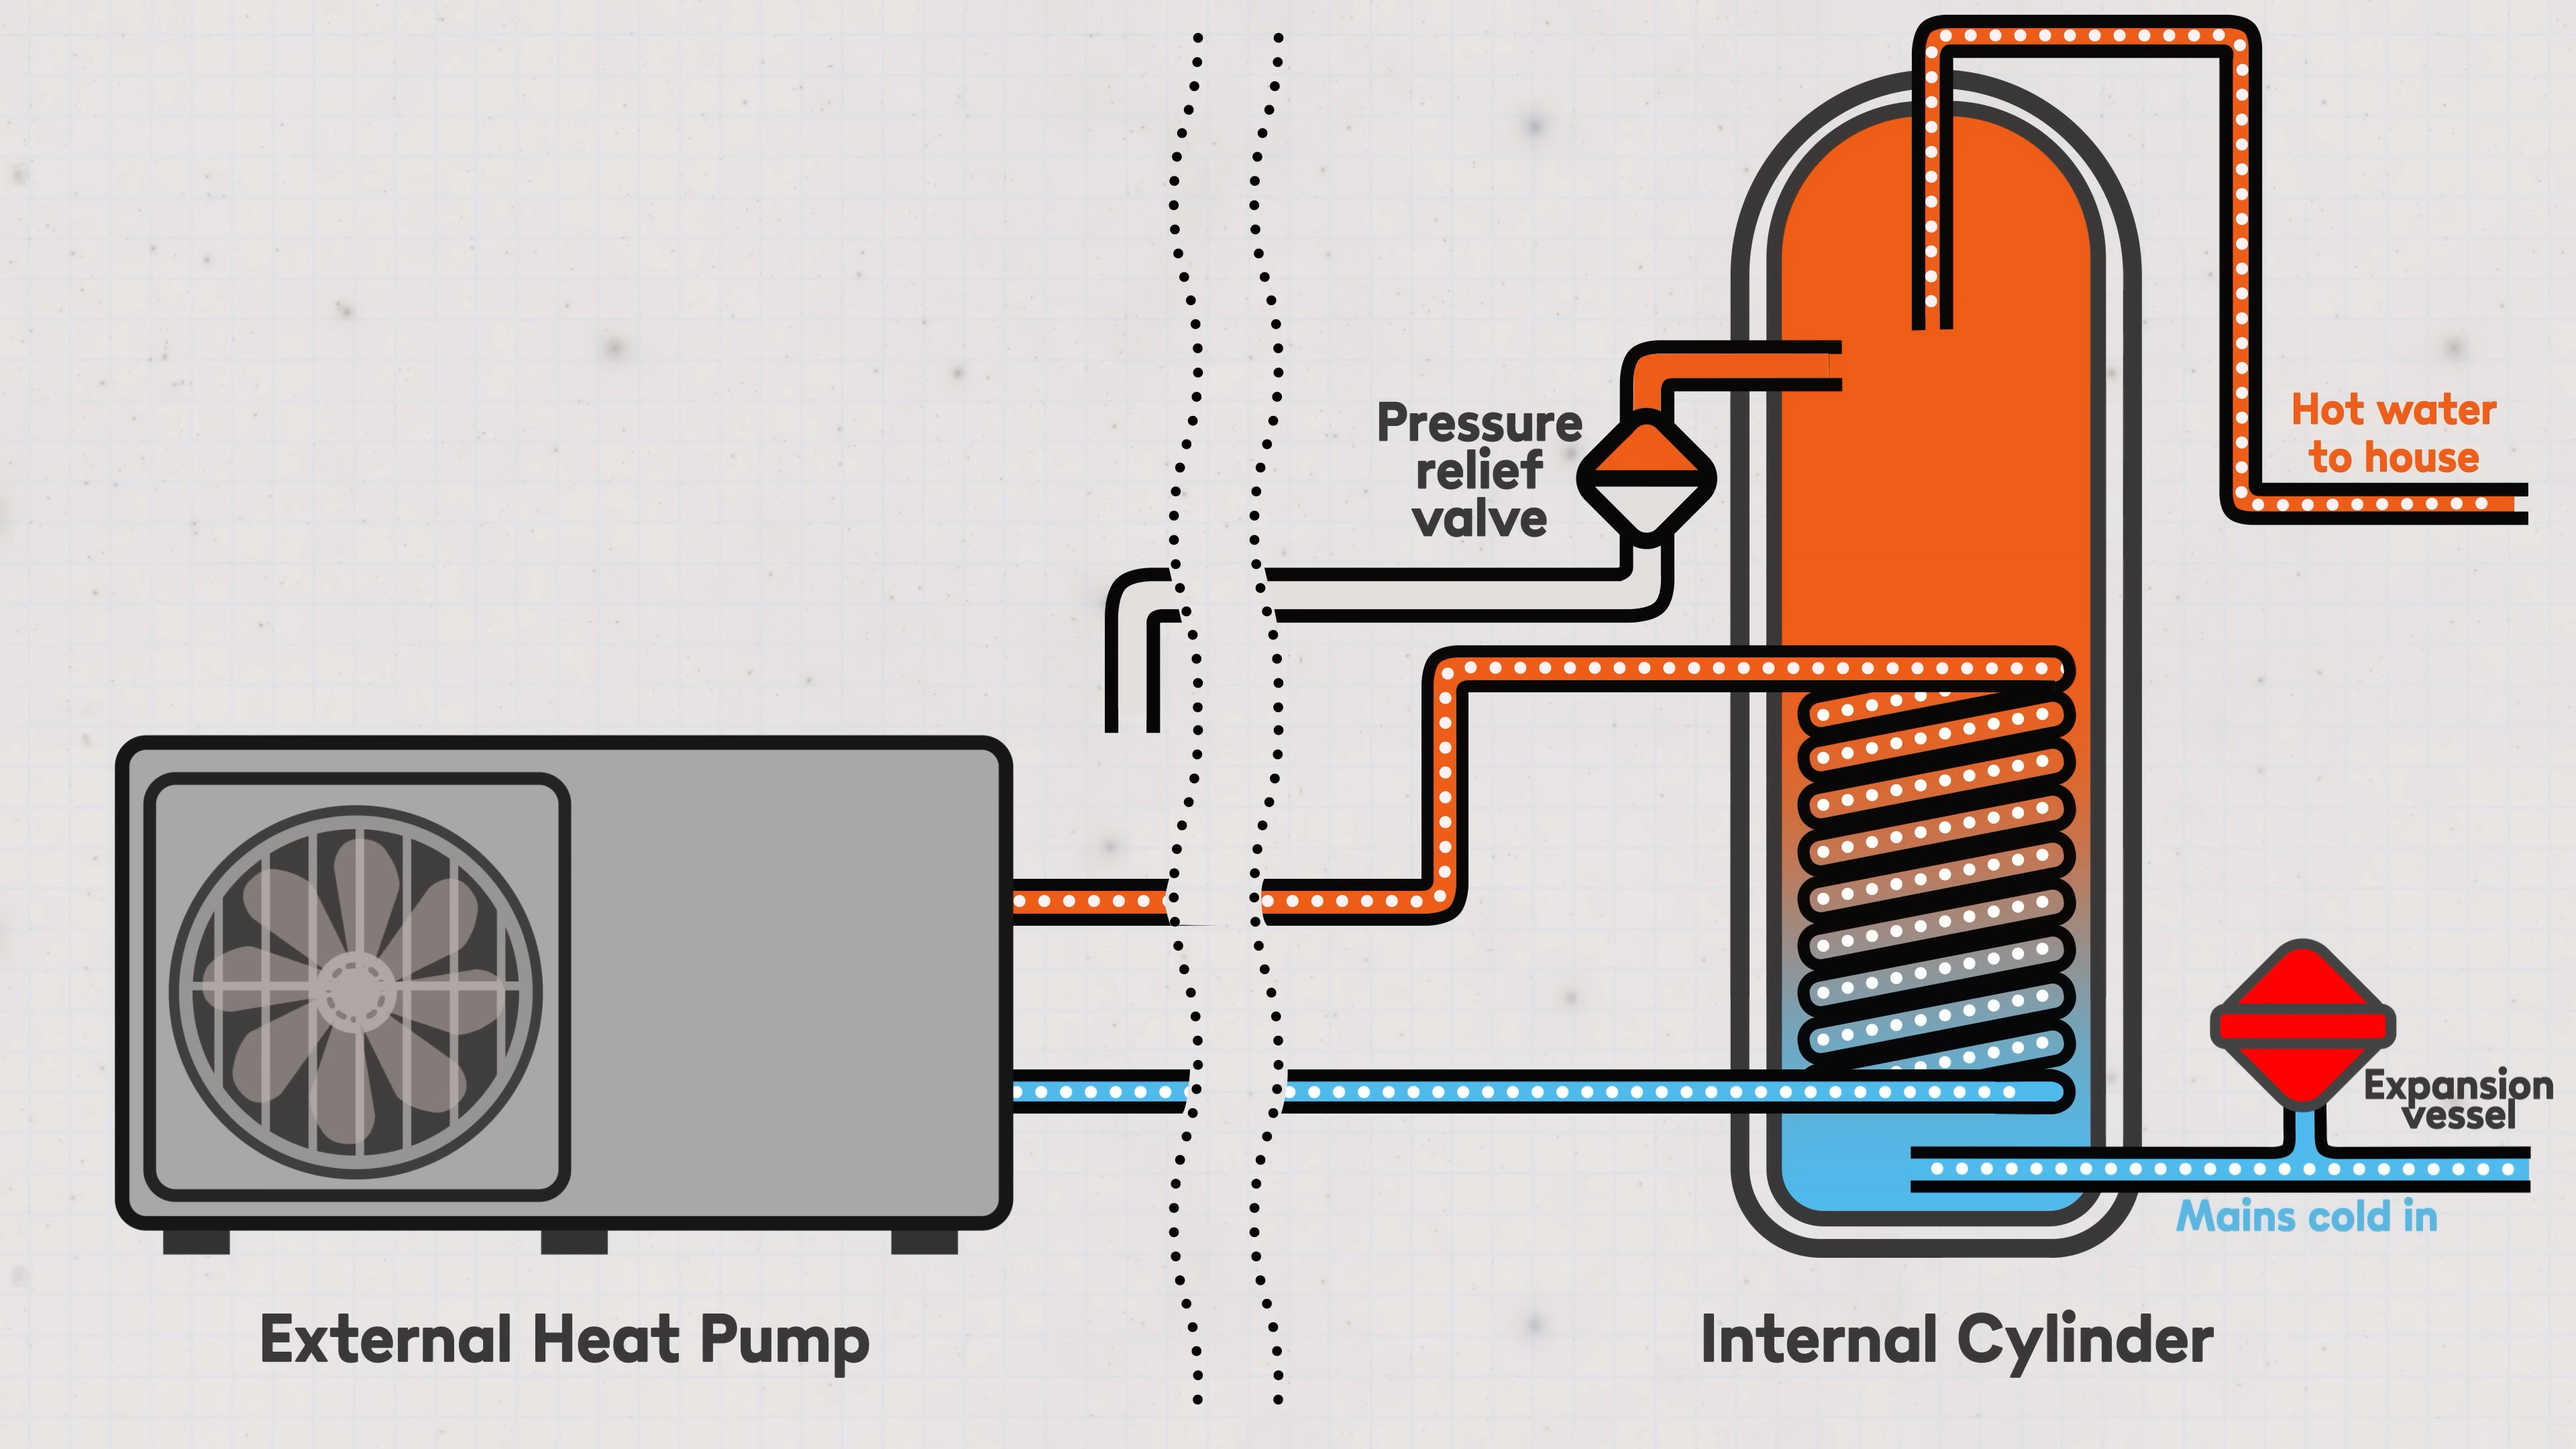 Pressure
relief
valve
Hot water
to house
Expansion
vessel
Mains cold in
External Heat Pump
Internal Cylinder